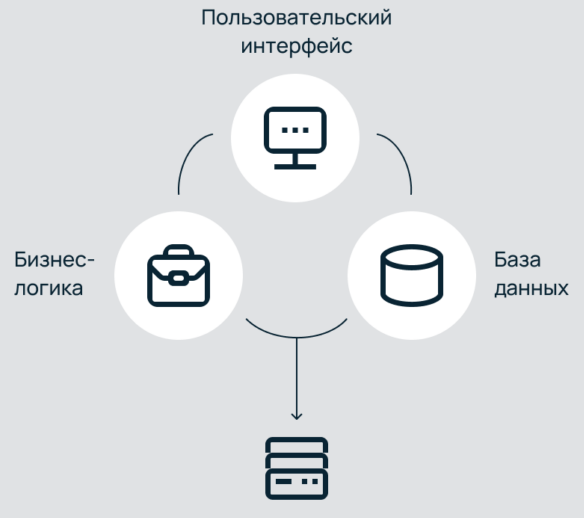 Пользовательский
интерфейс
Бизнес-
логика
База
данных